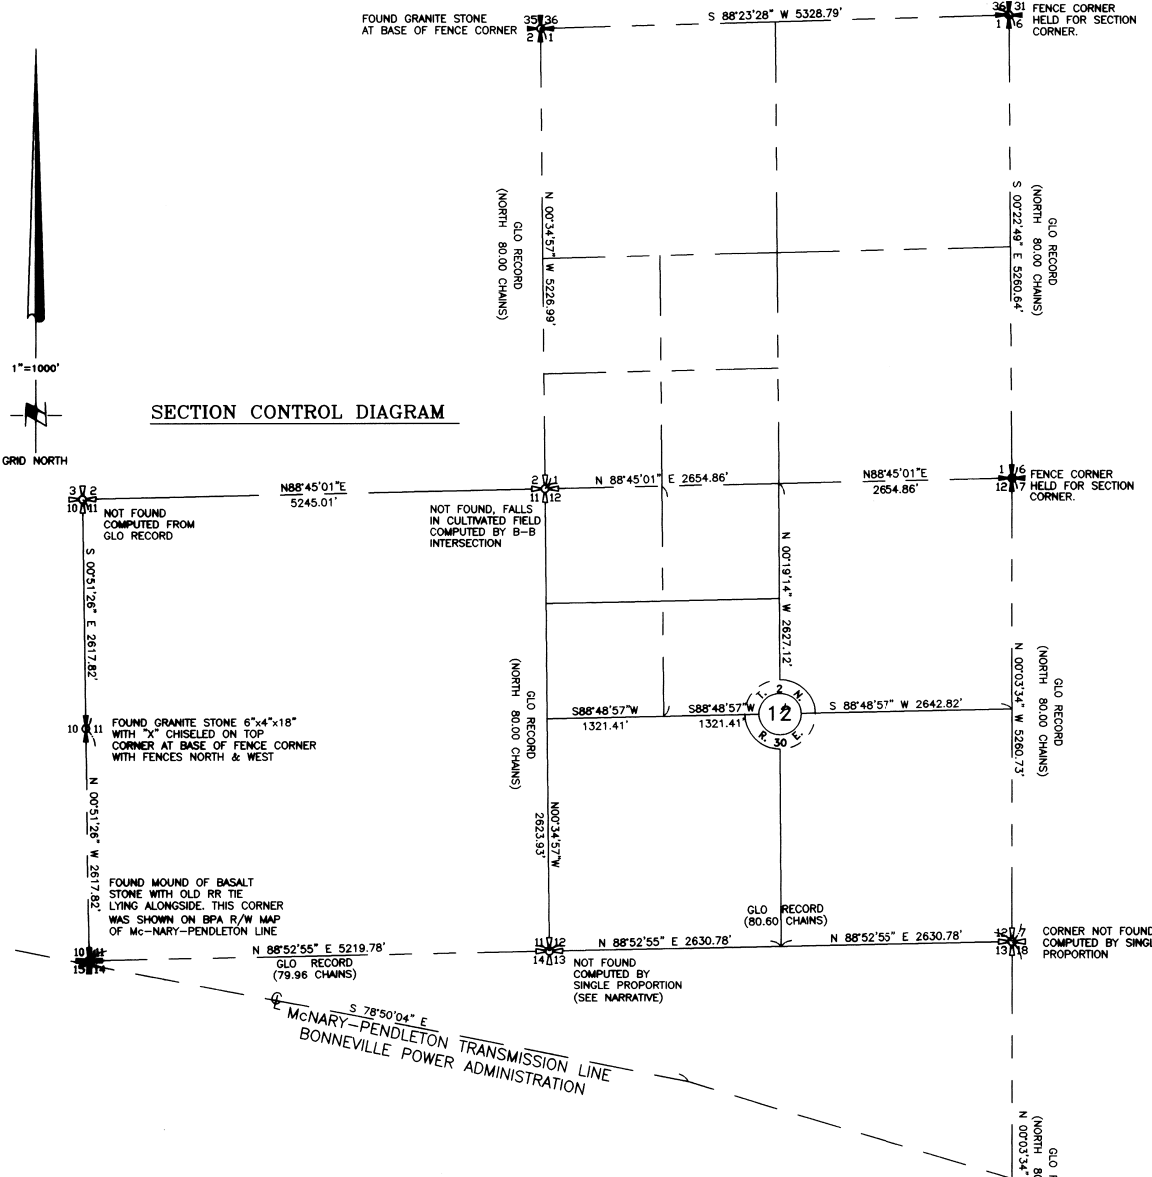 FOUND GRANITE STONE
AT BASE OF FENCE CORNER
35 36
2 1
S 88°23'28" W 5328.79'
36 31
1 6
FENCE CORNER
HELD FOR SECTION
CORNER.
N 00°34'57" W 5226.99'
GLO RECORD
(NORTH 80.00 CHAINS)
S 00°22'49" E 5260.64'
GLO RECORD
(NORTH 80.00 CHAINS)
1"=1000'
GRID NORTH
SECTION CONTROL DIAGRAM
3 2
10 11
N88°45'01"E
5245.01'
NOT FOUND
COMPUTED FROM
GLO RECORD
2 1
11 12
NOT FOUND, FALLS
IN CULTIVATED FIELD
COMPUTED BY B-B
INTERSECTION
N 88°45'01" E 2654.86'
N88°45'01"E
2654.86'
1 6
12 7
FENCE CORNER
HELD FOR SECTION
CORNER.
S 00°51'26" E 2617.82'
N 00°19'14" W 2627.12'
10 11
FOUND GRANITE STONE 6"x4"x18"
WITH "X" CHISELED ON TOP
CORNER AT BASE OF FENCE CORNER
WITH FENCES NORTH & WEST
GLO RECORD
(NORTH 80.00 CHAINS)
S88°48'57"W
1321.41'
S88°48'57"W
1321.41'
T. 2 N.
12
R. 30 E.
S 88°48'57" W 2642.82'
N 00°03'34" W 5260.73'
GLO RECORD
(NORTH 80.00 CHAINS)
N 00°51'26" W 2617.82'
N00°34'57"W
2623.93'
FOUND MOUND OF BASALT
STONE WITH OLD RR TIE
LYING ALONGSIDE. THIS CORNER
WAS SHOWN ON BPA R/W MAP
OF Mc-NARY-PENDLETON LINE
10 11
15 14
N 88°52'55" E 5219.78'
GLO RECORD
(79.96 CHAINS)
11 12
14 13
NOT FOUND
COMPUTED BY
SINGLE PROPORTION
(SEE NARRATIVE)
GLO RECORD
(80.60 CHAINS)
N 88°52'55" E 2630.78'
N 88°52'55" E 2630.78'
12 7
13 18
CORNER NOT FOUND
COMPUTED BY SINGL
PROPORTION
S 78°50'04" E
℄ McNARY-PENDLETON TRANSMISSION LINE
BONNEVILLE POWER ADMINISTRATION
N 00°03'34"
GLO
(NORTH